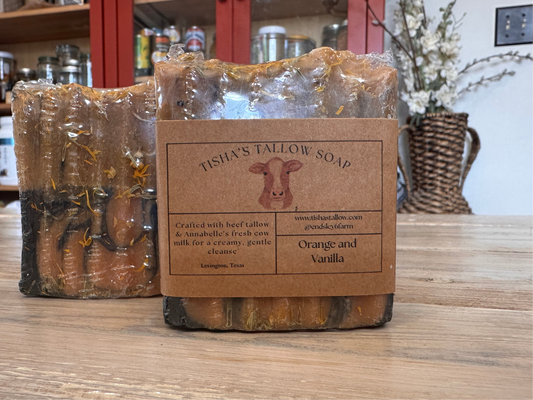 TISHA'S TALLOW SOAP
Crafted with beef tallow
& Annabelle's fresh cow
milk for a creamy, gentle
cleanse
Lexington, Texas
www.tishastallow.com
@endsky6farm
Orange and
Vanilla